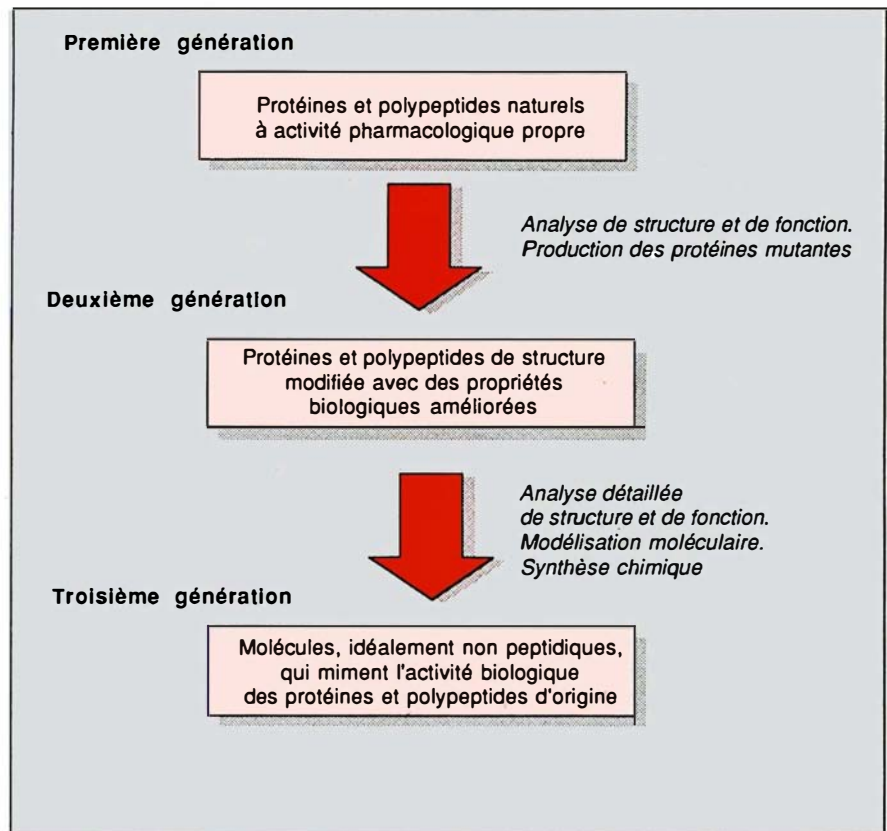 Première génération
Protéines et polypeptides naturels
à activité pharmacologique propre
Analyse de structure et de fonction.
Production des protéines mutantes
Deuxième génération
Protéines et polypeptides de structure
modifiée avec des propriétés
biologiques améliorées
Analyse détaillée
de structure et de fonction.
Modélisation moléculaire.
Synthèse chimique
Troisième génération
Molécules, idéalement non peptidiques,
qui miment l'activité biologique
des protéines et polypeptides d'origine